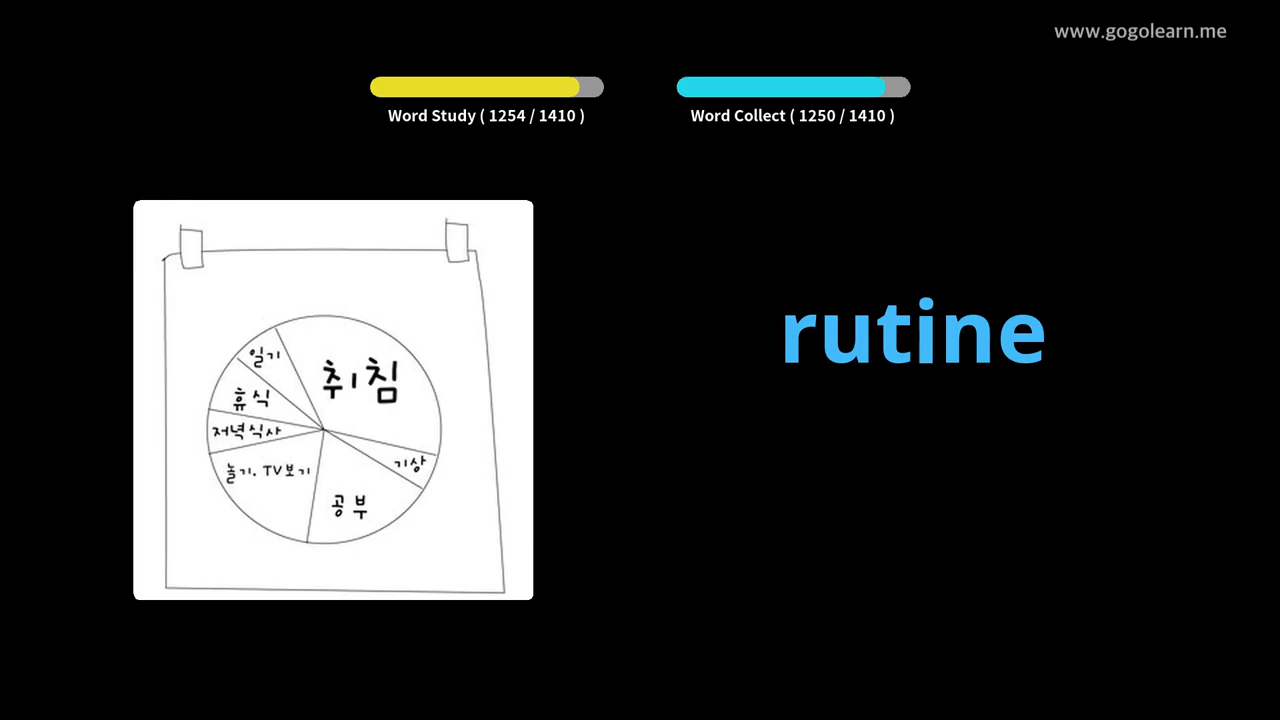 www.gogolearn.me
Word Study ( 1254 / 1410 )
Word Collect ( 1250 / 1410 )
일기
취침
휴식
저녁식사
기상
놀기. TV보기
공부
rutine